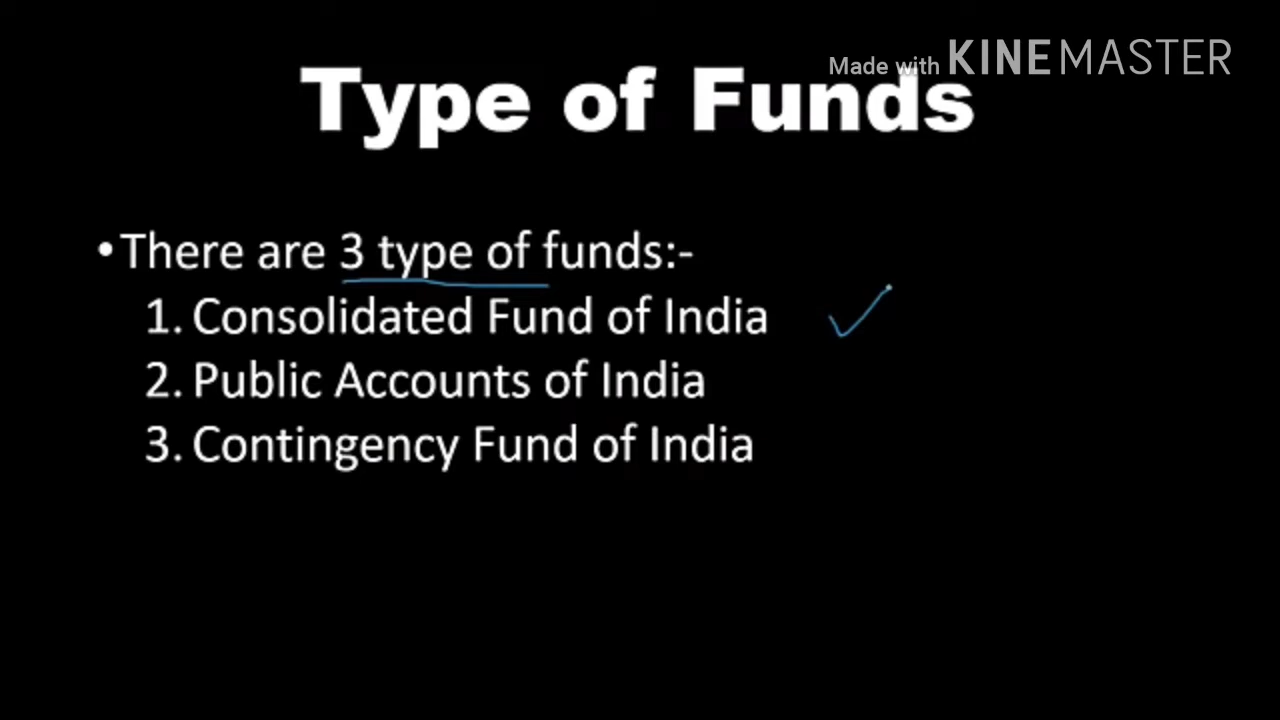 Made with KINEMASTER
Type of Funds
•There are 3 type of funds:-
1. Consolidated Fund of India
2. Public Accounts of India
3. Contingency Fund of India